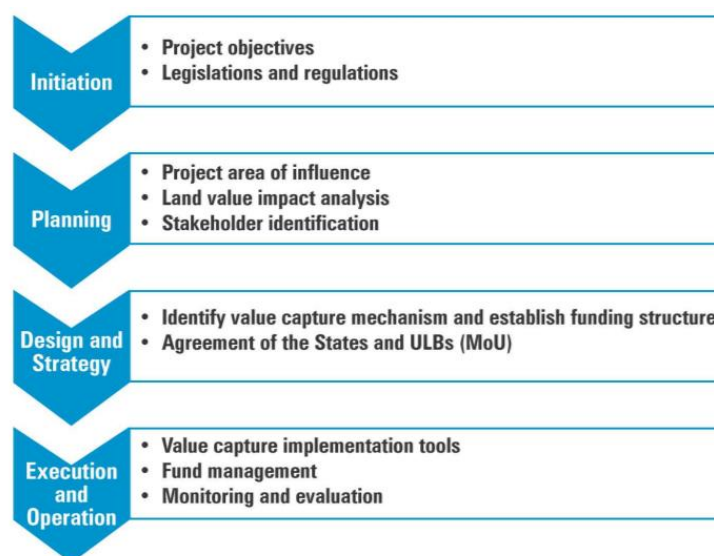 Initiation
• Project objectives
• Legislations and regulations
Planning
• Project area of influence
• Land value impact analysis
• Stakeholder identification
Design and
Strategy
• Identify value capture mechanism and establish funding structure
• Agreement of the States and ULBs (MoU)
Execution
and
Operation
• Value capture implementation tools
• Fund management
• Monitoring and evaluation